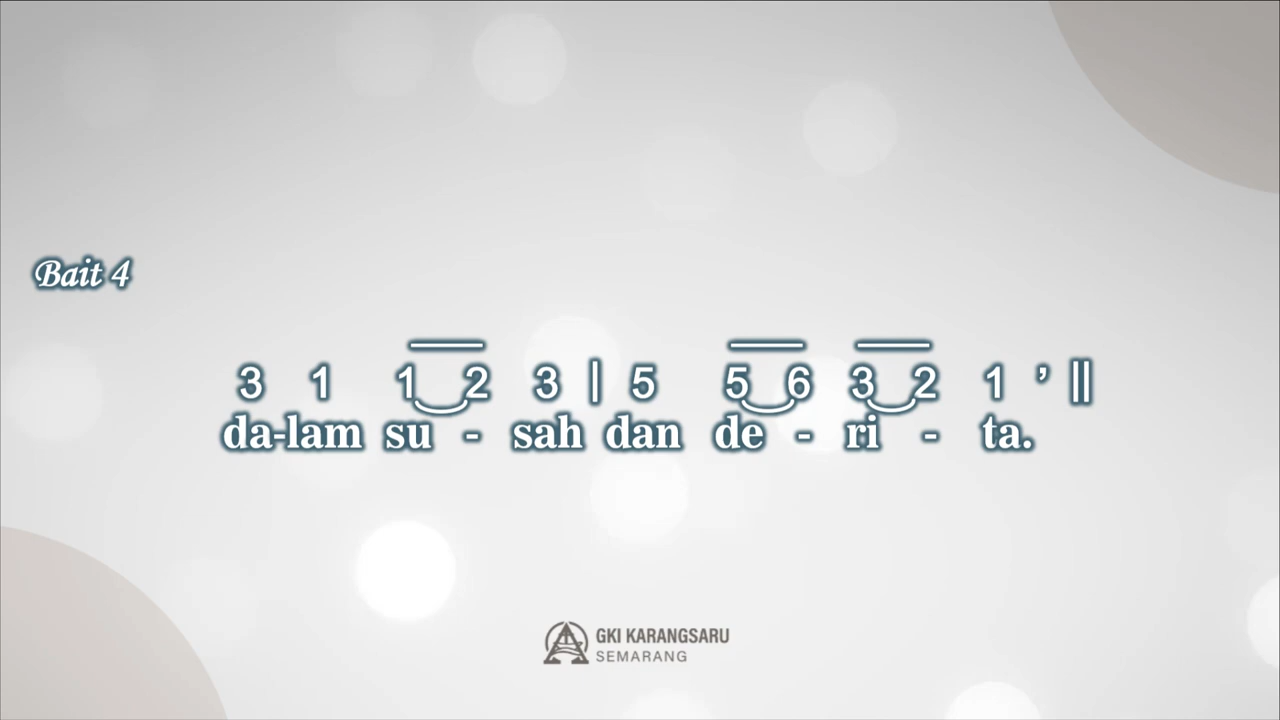 Bait 4
3 1 1 2 3 | 5 5 6 3 2 1 ’ ||
da-lam su - sah dan de - ri - ta.
GKI KARANGSARU
SEMARANG